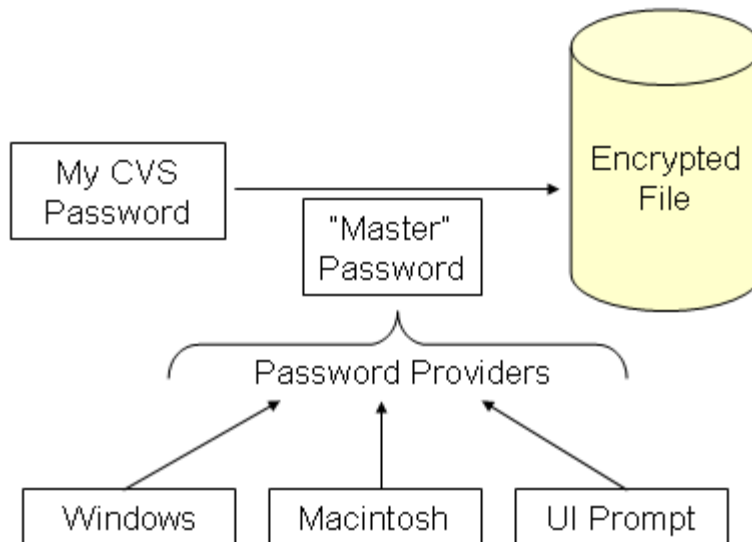 My CVS
Password
Encrypted
File
"Master"
Password
Password Providers
Windows
Macintosh
UI Prompt